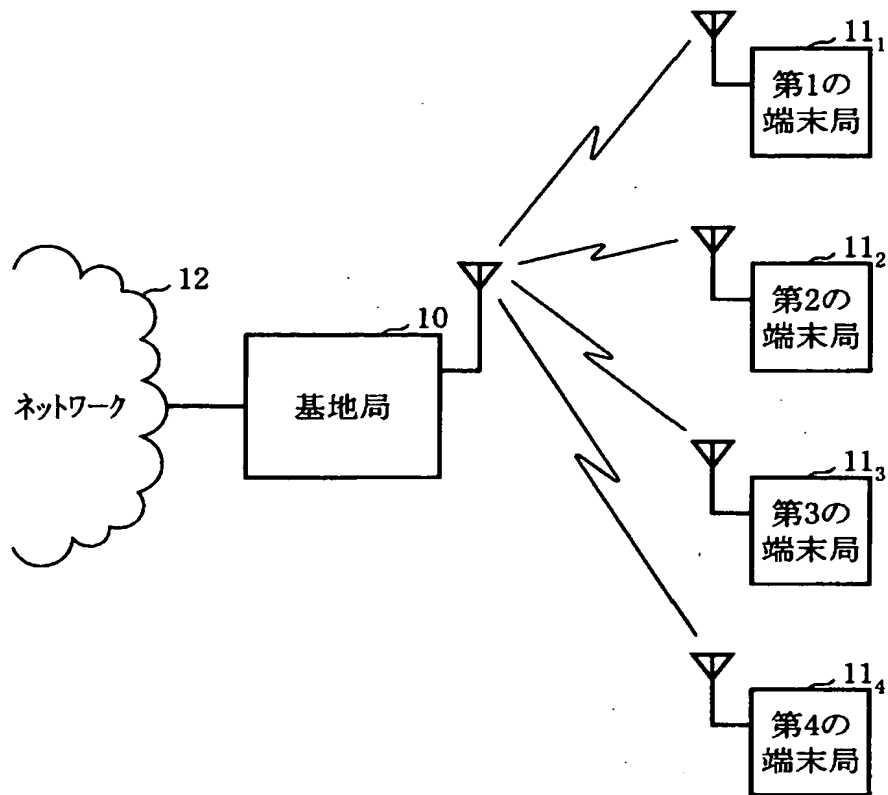 11₁
第1の
端末局
11₂
第2の
端末局
12
10
ネットワーク
基地局
11₃
第3の
端末局
11₄
第4の
端末局